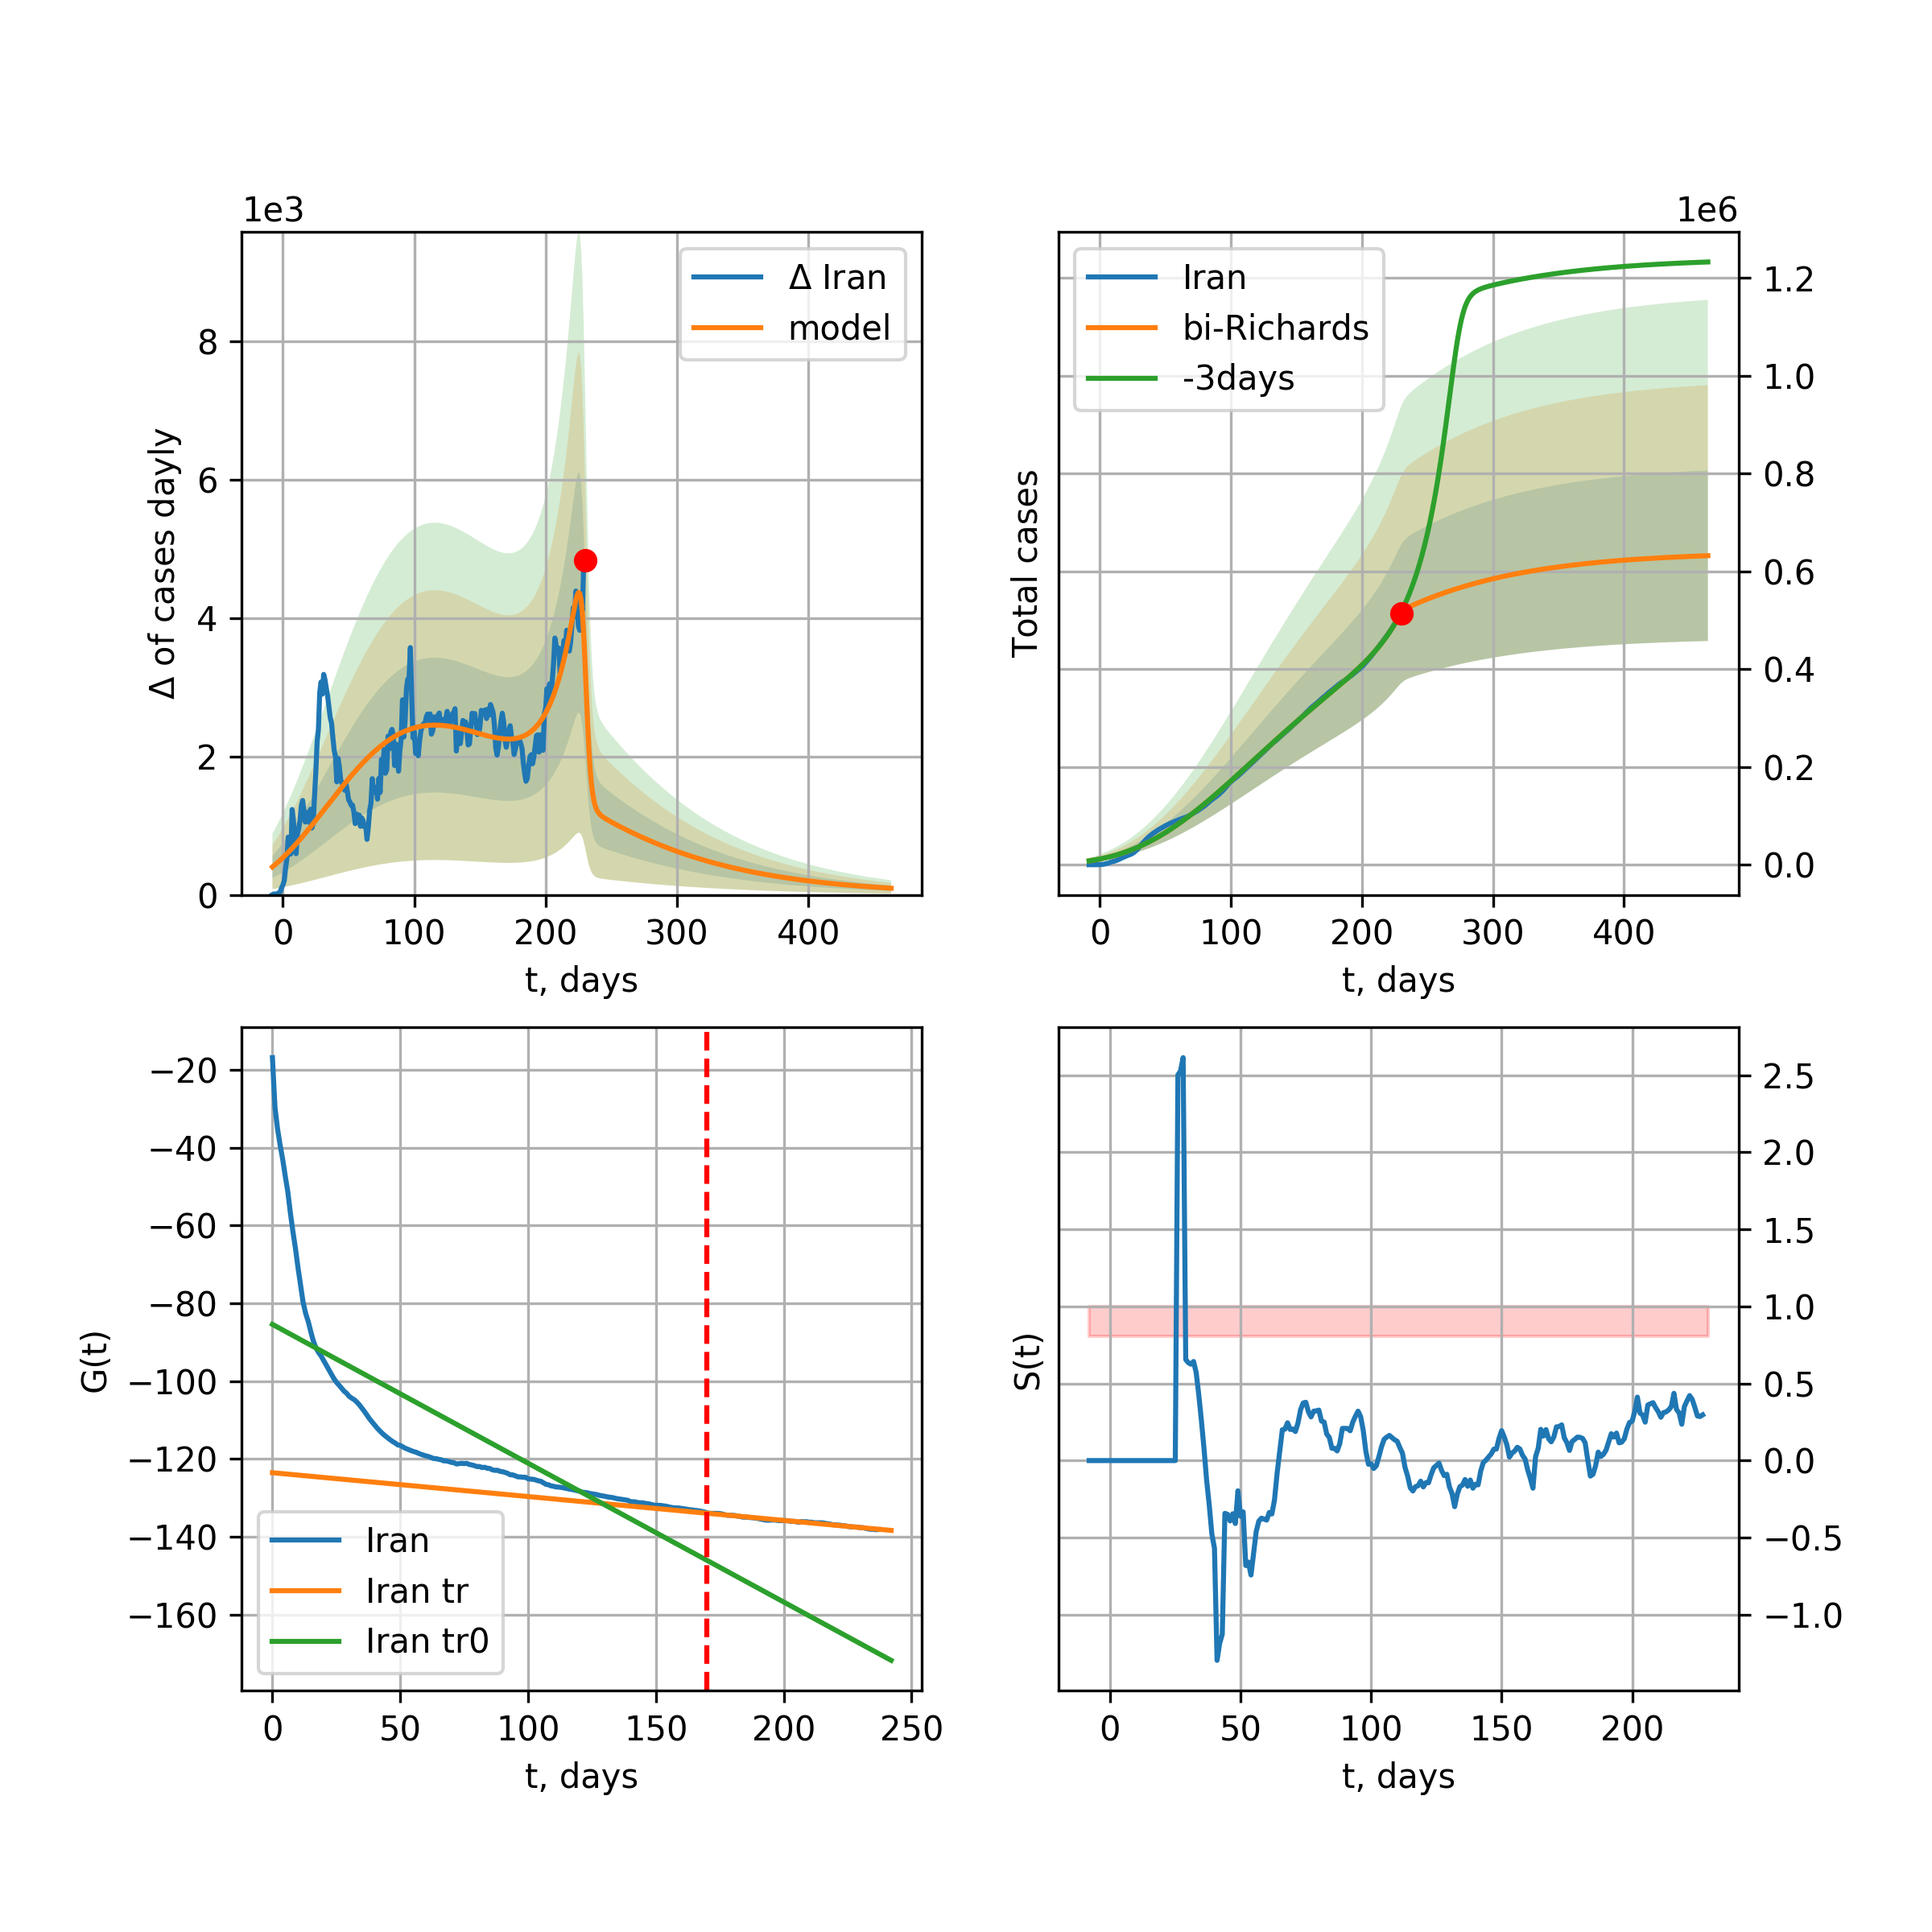 1e3
Δ of cases dayly
8
6
4
2
0
Δ Iran
model
0 100 200 300 400
t, days
1e6
Total cases
Iran
bi-Richards
-3days
1.2
1.0
0.8
0.6
0.4
0.2
0.0
0 100 200 300 400
t, days
G(t)
−20
−40
−60
−80
−100
−120
−140
−160
Iran
Iran tr
Iran tr0
0 50 100 150 200 250
t, days
S(t)
2.5
2.0
1.5
1.0
0.5
0.0
−0.5
−1.0
0 50 100 150 200
t, days